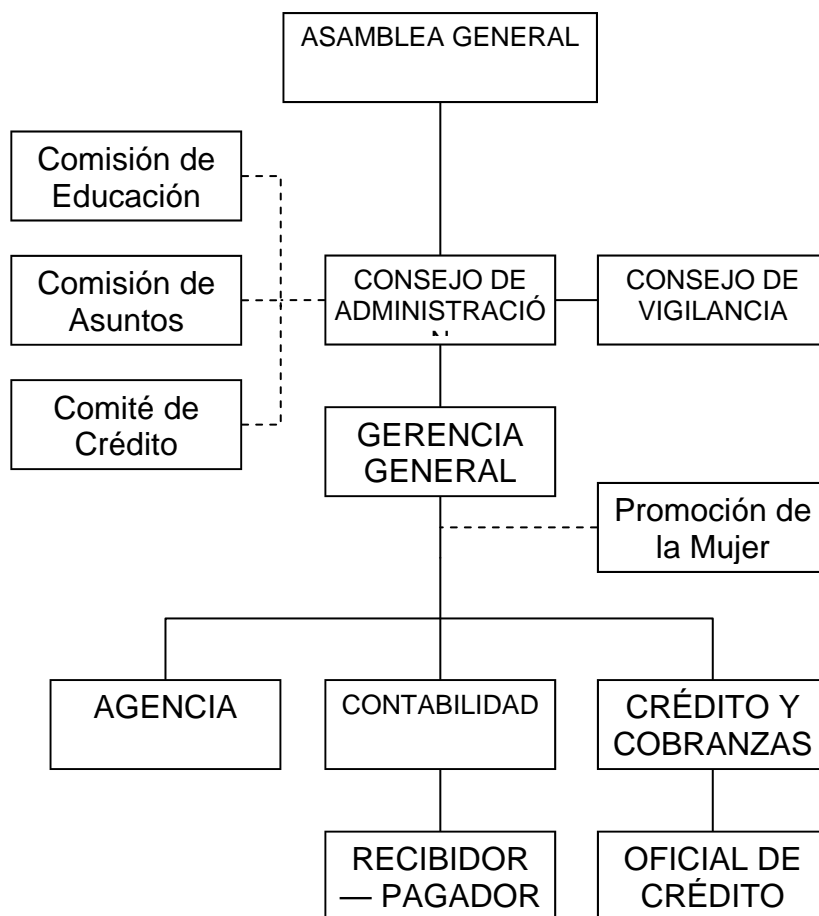 ASAMBLEA GENERAL
Comisión de
Educación
Comisión de
Asuntos
CONSEJO DE
ADMINISTRACIÓ
CONSEJO DE
VIGILANCIA
Comité de
Crédito
GERENCIA
GENERAL
Promoción de
la Mujer
AGENCIA
CONTABILIDAD
CRÉDITO Y
COBRANZAS
RECIBIDOR
— PAGADOR
OFICIAL DE
CRÉDITO